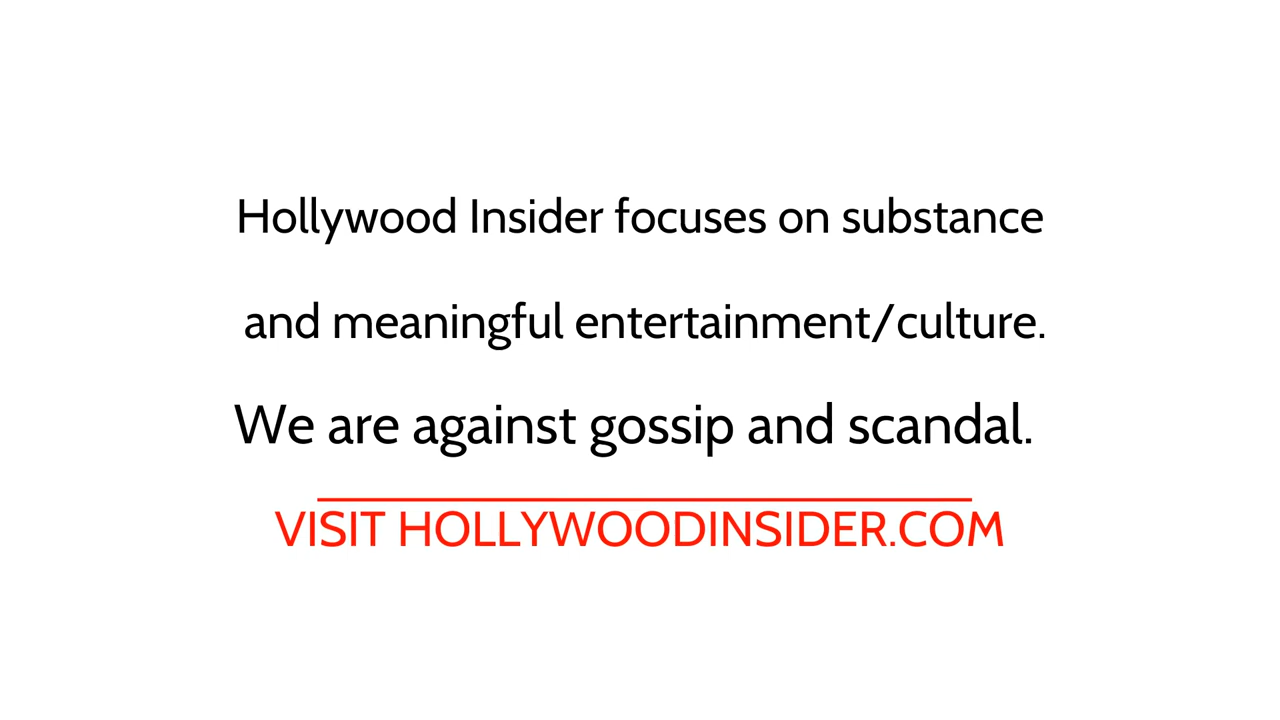 Hollywood Insider focuses on substance
and meaningful entertainment/culture.
We are against gossip and scandal.
VISIT HOLLYWOODINSIDER.COM